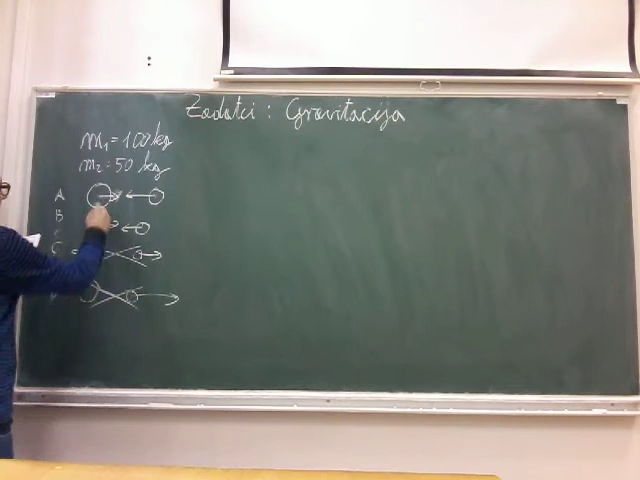 Zadatci : Gravitacija
m₁ = 100 kg
m₂ = 50 kg
A
B
C